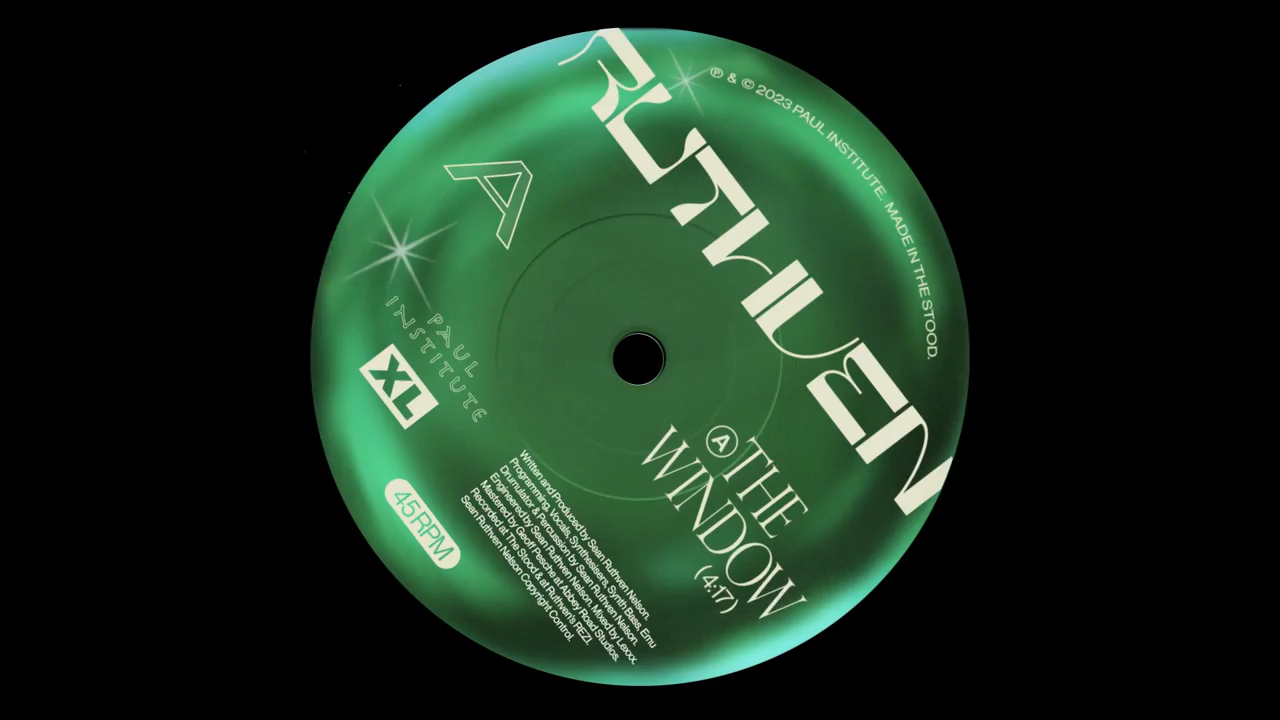 RUTHVEN
℗ & © 2023 PAUL INSTITUTE. MADE IN THE STOOD.
A
PAUL
INSTITUTE
XL
45RPM
A THE
WINDOW
(4:17)
Written and Produced by Sean Ruthven Nelson.
Programming, Vocals, Synthesisers, Synth Bass, Emu
Drumulator & Percussion by Sean Ruthven Nelson.
Engineered by Sean Ruthven Nelson. Mixed by Lexxx.
Mastered by Geoff Pesche at Abbey Road Studios.
Recorded at The Stood & at Ruthven's REZI.
Sean Ruthven Nelson Copyright Control.